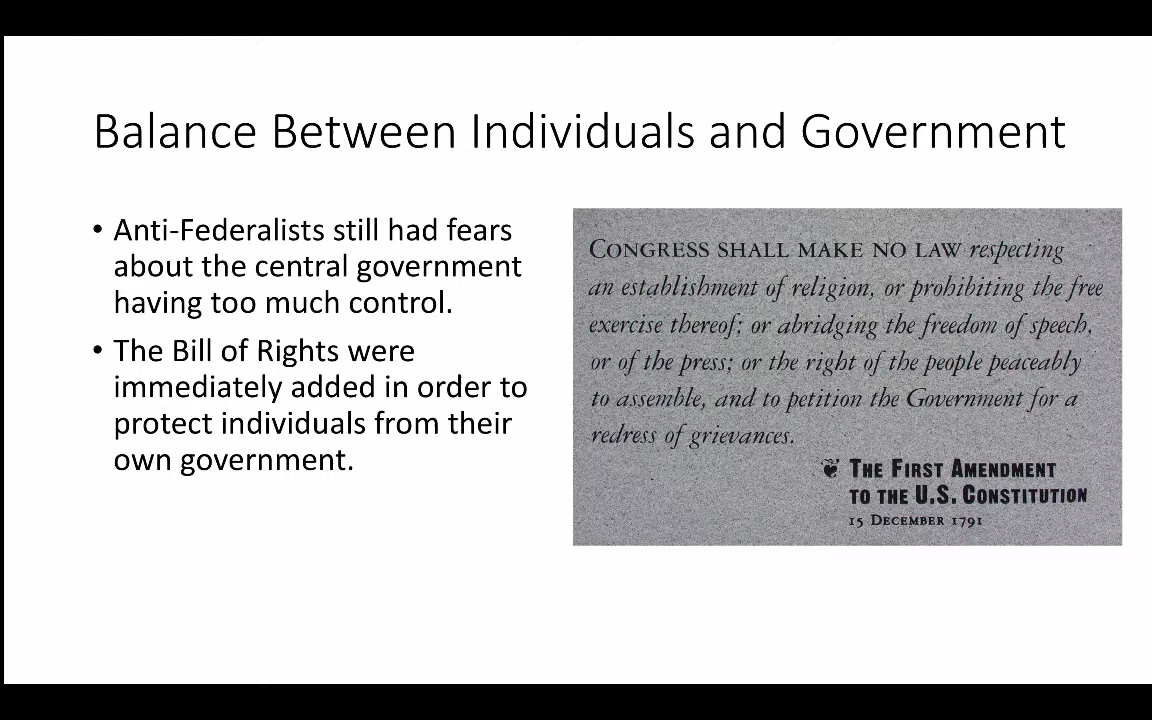 Balance Between Individuals and Government
• Anti-Federalists still had fears
about the central government
having too much control.
• The Bill of Rights were
immediately added in order to
protect individuals from their
own government.
CONGRESS SHALL MAKE NO LAW respecting
an establishment of religion, or prohibiting the free
exercise thereof; or abridging the freedom of speech,
or of the press; or the right of the people peaceably
to assemble, and to petition the Government for a
redress of grievances.
THE FIRST AMENDMENT
TO THE U.S. CONSTITUTION
15 DECEMBER 1791